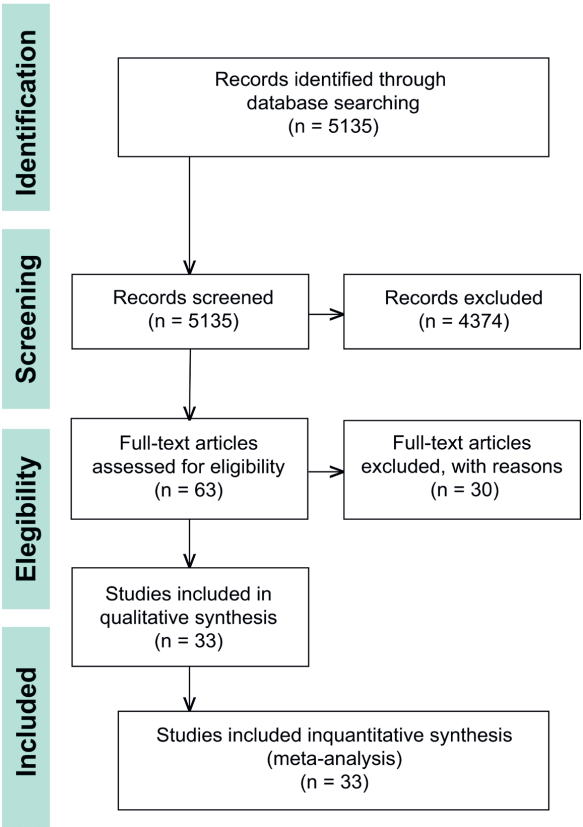 Identification
Records identified through
database searching
(n = 5135)
Screening
Records screened
(n = 5135)
Records excluded
(n = 4374)
Elegibility
Full-text articles
assessed for eligibility
(n = 63)
Full-text articles
excluded, with reasons
(n = 30)
Studies included in
qualitative synthesis
(n = 33)
Included
Studies included inquantitative synthesis
(meta-analysis)
(n = 33)